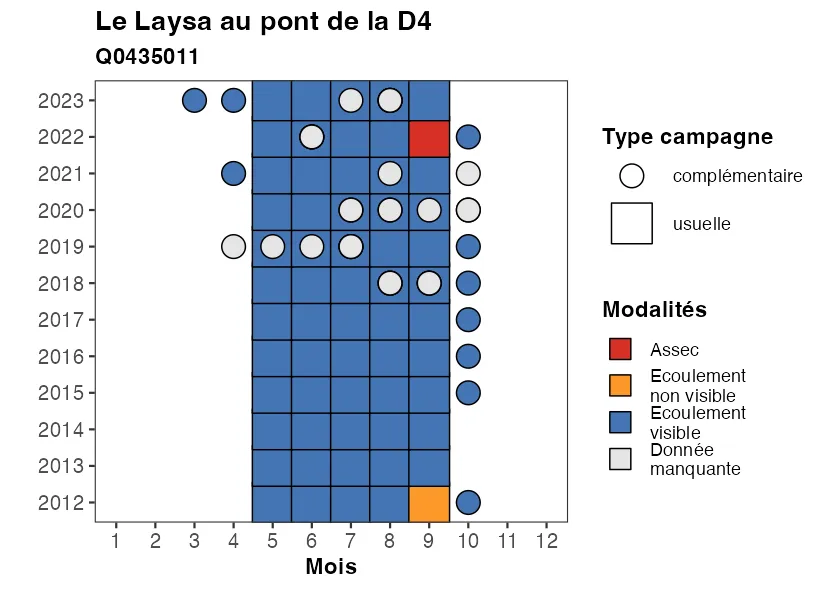 Le Laysa au pont de la D4
Q0435011
2023
2022
2021
2020
2019
2018
2017
2016
2015
2014
2013
2012
1 2 3 4 5 6 7 8 9 10 11 12
Mois
Type campagne
complémentaire
usuelle
Modalités
Assec
Ecoulement
non visible
Ecoulement
visible
Donnée
manquante